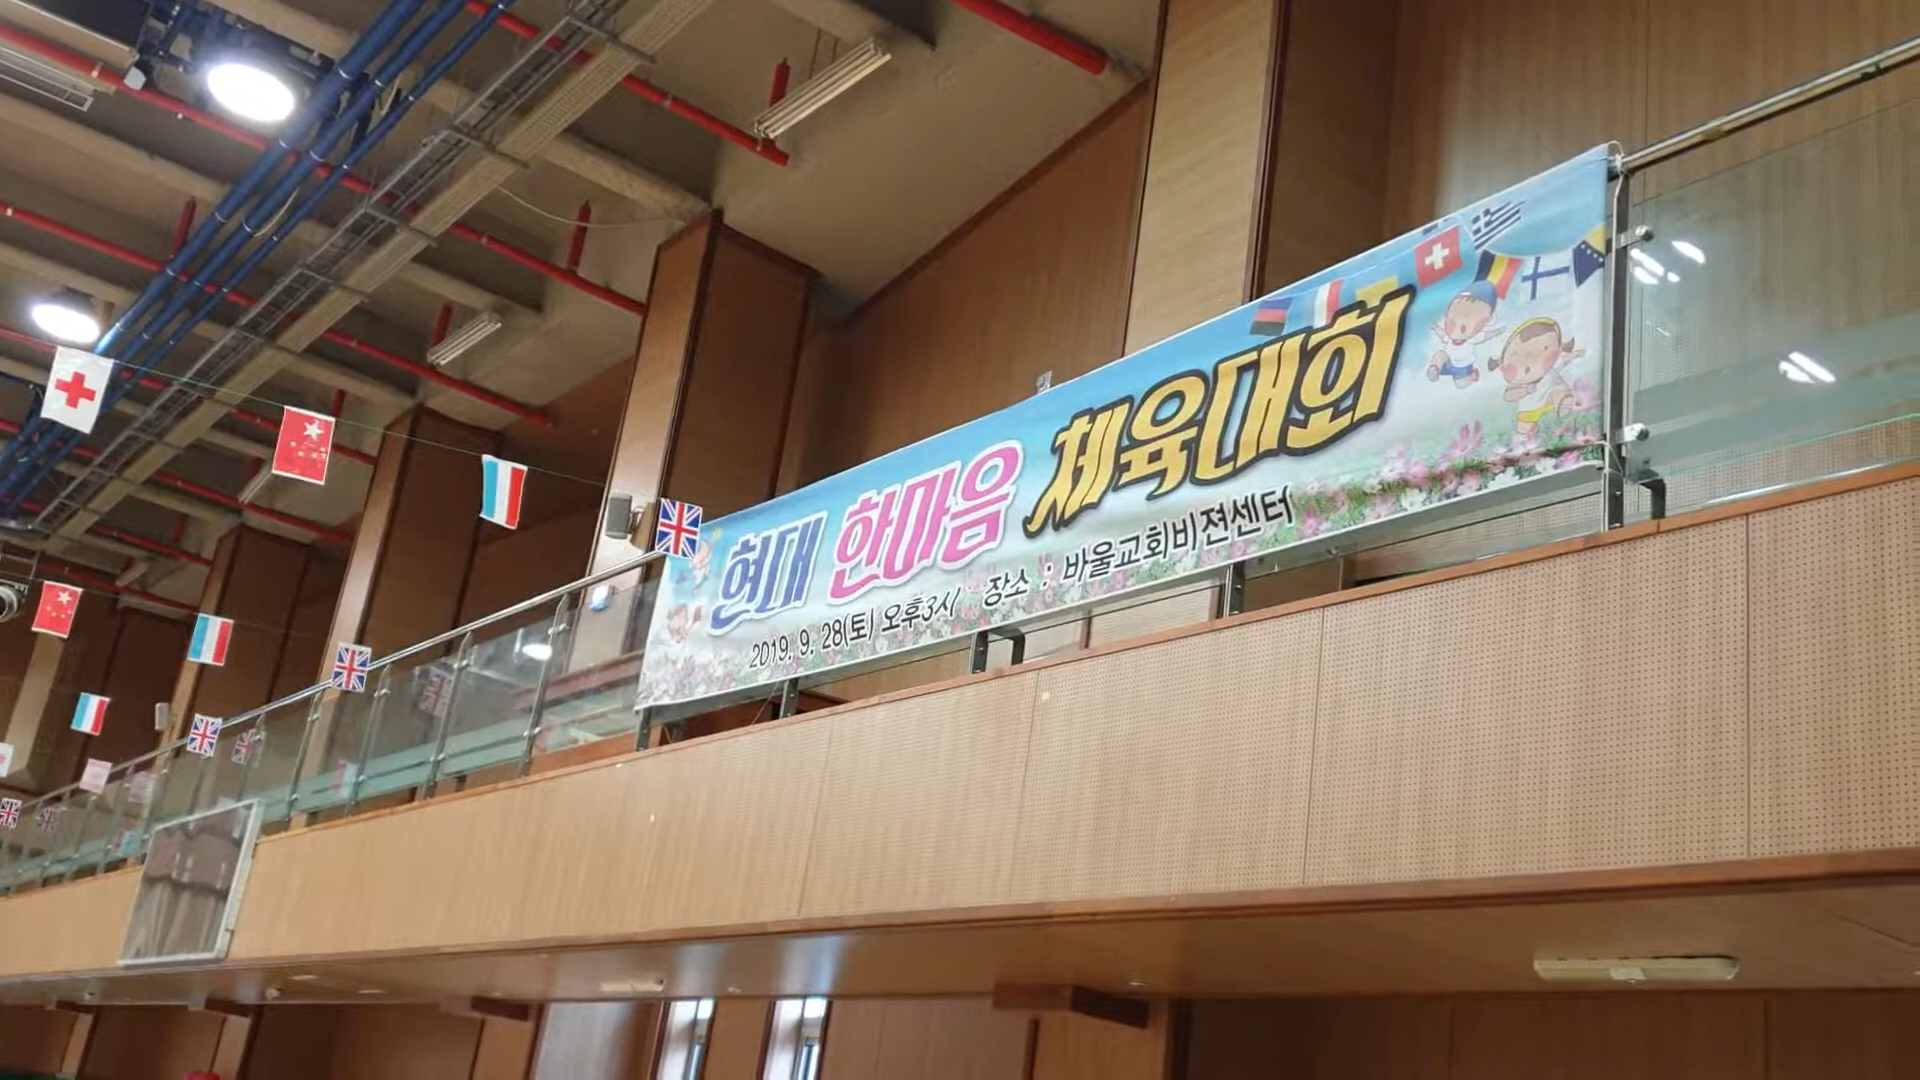 현대 한마음 체육대회
2019. 9. 28(토) 오후3시 장소 : 바울교회비젼센터